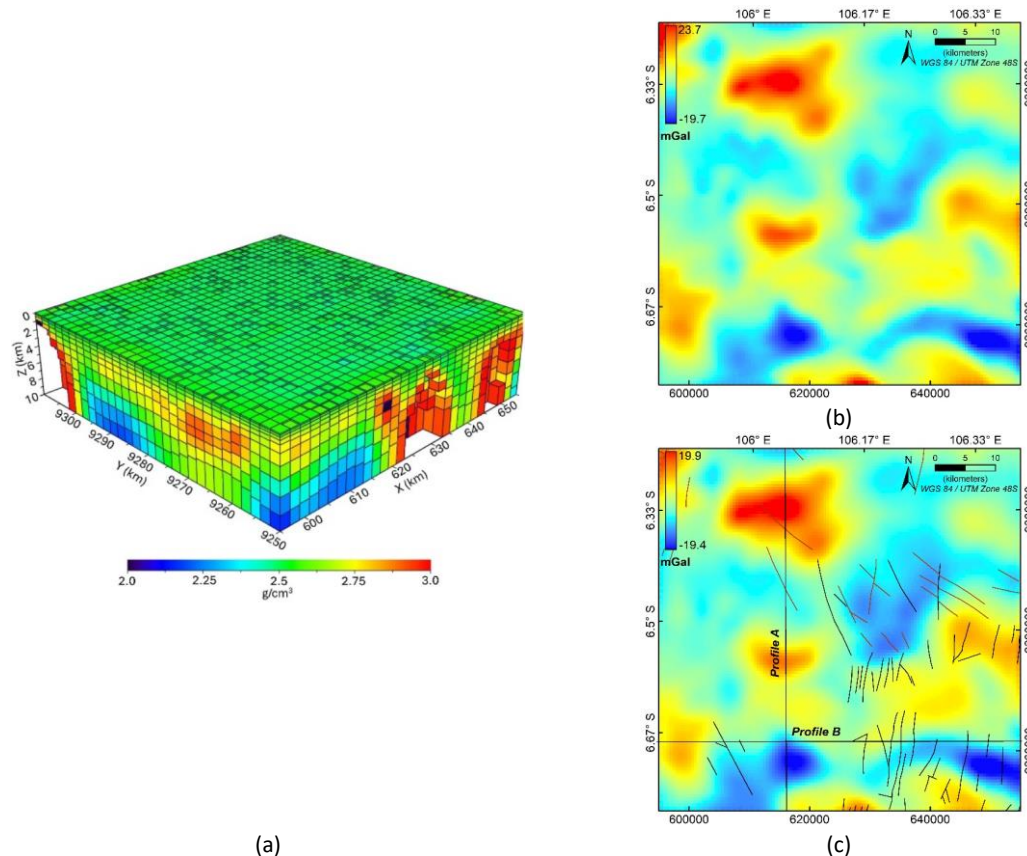 0
2
4
6
8
10
Z (km)
9300
9290
9280
9270
9260
9250
Y (km)
600
610
620
630
640
650
X (km)
2.0 2.25 2.5 2.75 3.0
g/cm³
(a)
106° E 106.17° E 106.33° E
23.7
-19.7
mGal
N
0 5 10
(kilometers)
WGS 84 / UTM Zone 48S
6.33° S
6.5° S
6.67° S
600000 620000 640000
(b)
106° E 106.17° E 106.33° E
19.9
-19.4
mGal
N
0 5 10
(kilometers)
WGS 84 / UTM Zone 48S
6.33° S
6.5° S
6.67° S
Profile A
Profile B
600000 620000 640000
(c)